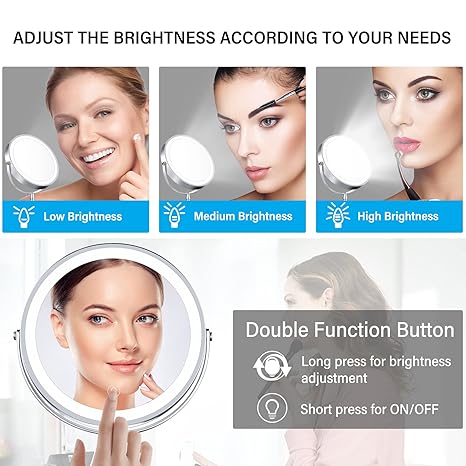 ADJUST THE BRIGHTNESS ACCORDING TO YOUR NEEDS
Low Brightness
Medium Brightness
High Brightness
Double Function Button
Long press for brightness
adjustment
Short press for ON/OFF